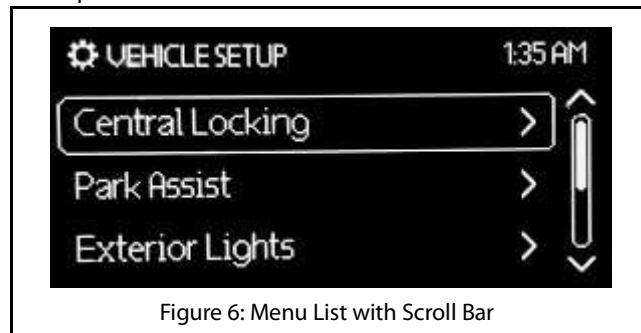 VEHICLE SETUP 1:35 AM
Central Locking
Park Assist
Exterior Lights
Figure 6: Menu List with Scroll Bar